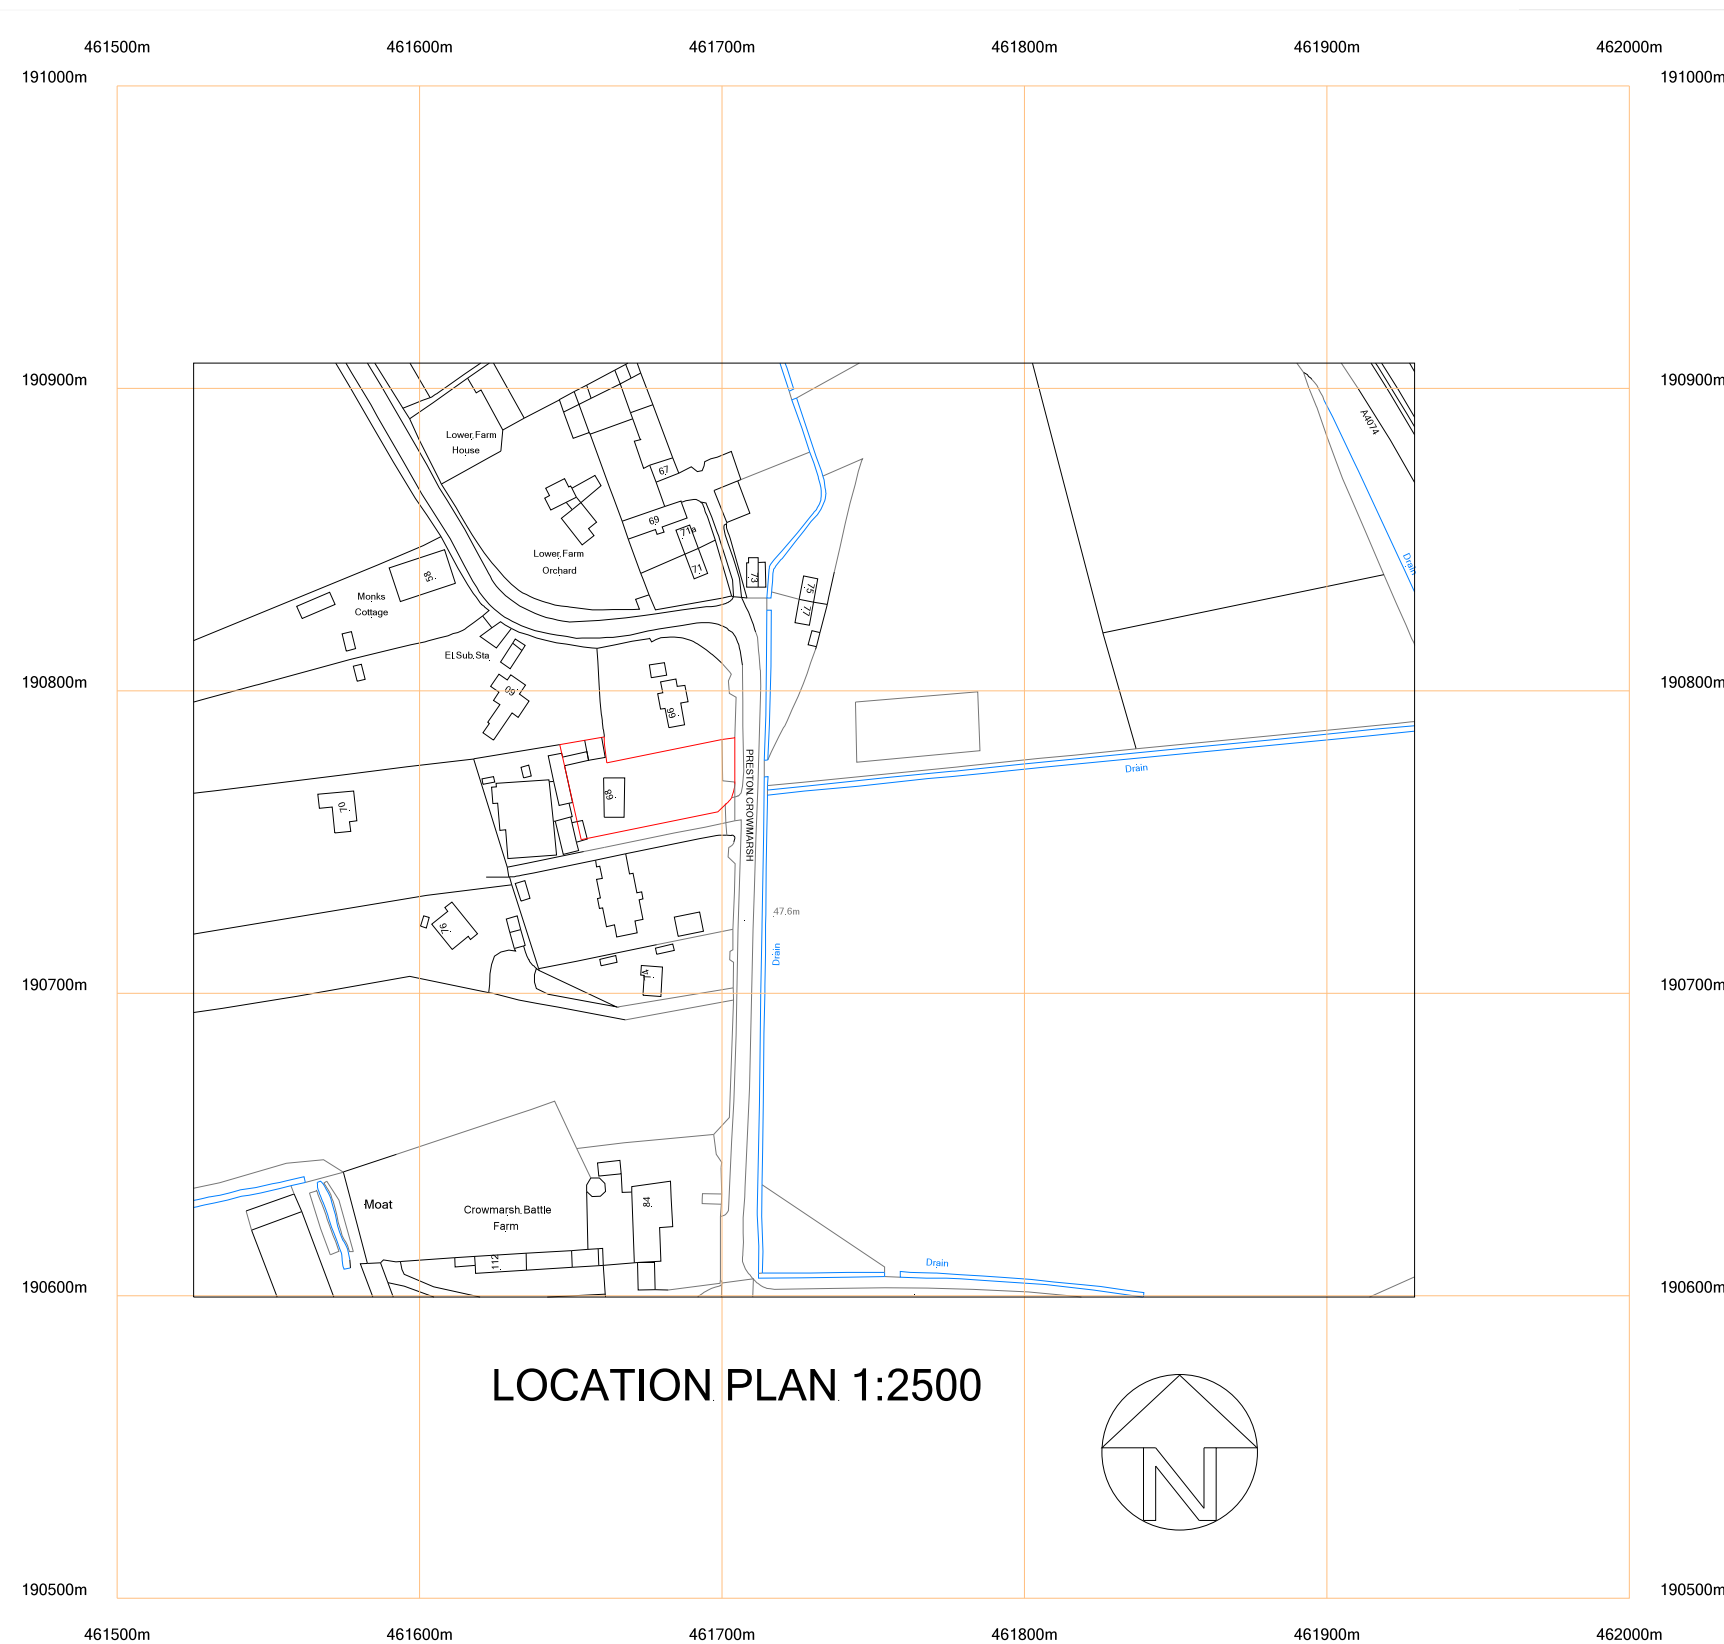 461500m 461600m 461700m 461800m 461900m 462000m
191000m 191000m
190900m 190900m
A4074
Lower Farm
House
67
69
71a
Lower Farm
Orchard
71
73
75
77
Drain
58
Monks
Cottage
El Sub Sta
60
66
190800m 190800m
PRESTON CROWMARSH
Drain
68
70
47.6m
76
Drain
74
190700m 190700m
Moat
Crowmarsh Battle
Farm
84
112
Drain
190600m 190600m
LOCATION PLAN 1:2500
N
190500m 190500m
461500m 461600m 461700m 461800m 461900m 462000m